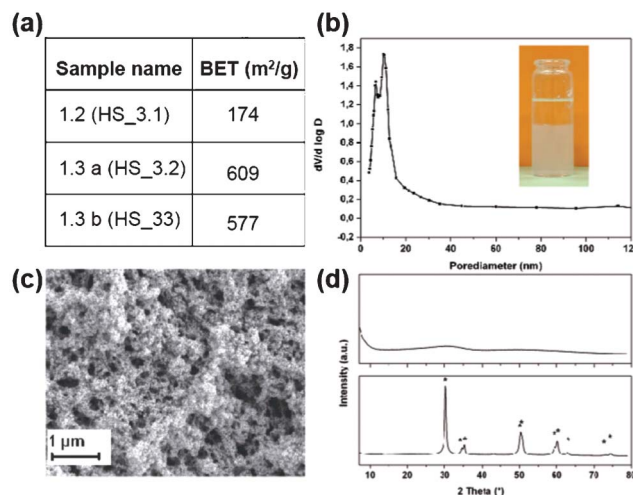 (a)
Sample name BET (m²/g)
1.2 (HS_3.1) 174
1.3 a (HS_3.2) 609
1.3 b (HS_33) 577
(b)
dV/d log D
1,8
1,6
1,4
1,2
1,0
0,8
0,6
0,4
0,2
0,0
-0,2
0 20 40 60 80 100 120
Porediameter (nm)
(c)
1 µm
(d)
Intensity (a.u.)
10 20 30 40 50 60 70 80
2 Theta (°)